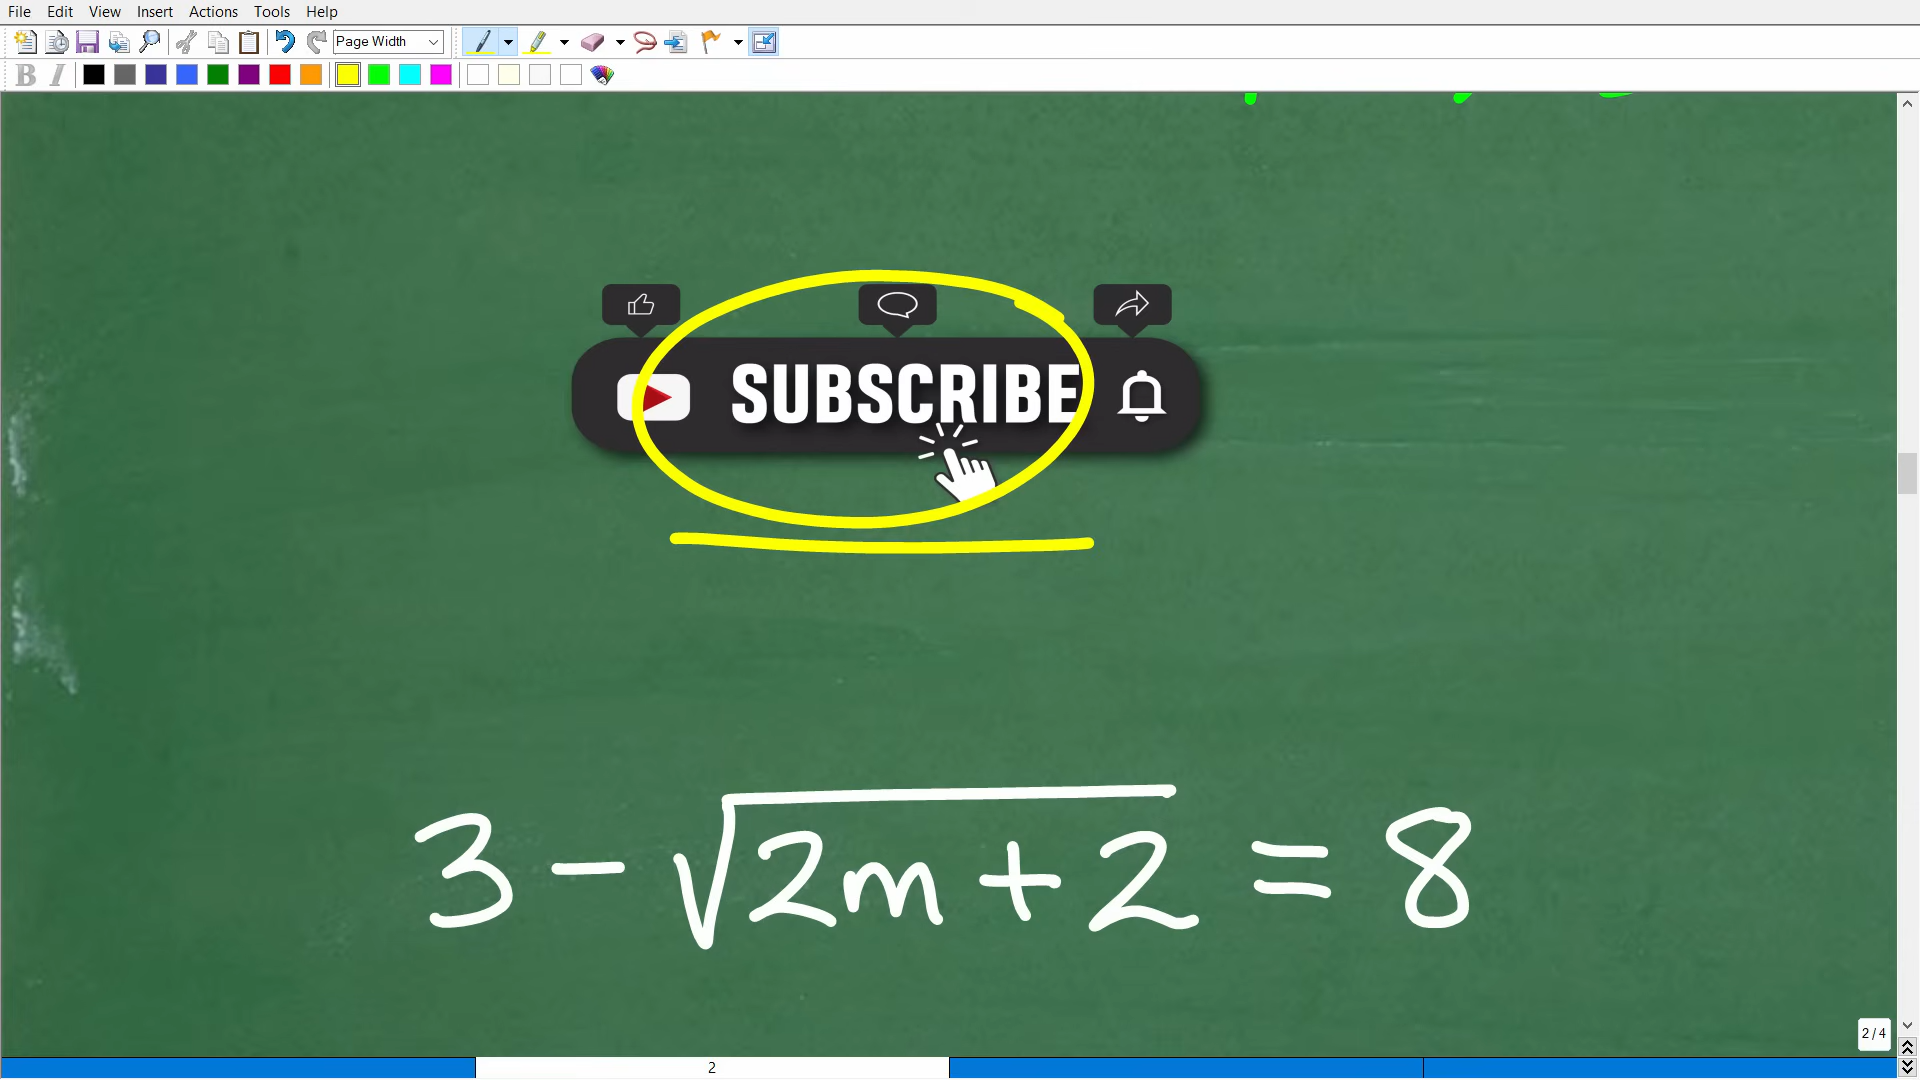 File Edit View Insert Actions Tools Help
Page Width
B I
SUBSCRIBE
3 - √2m + 2 = 8
2 / 4
2